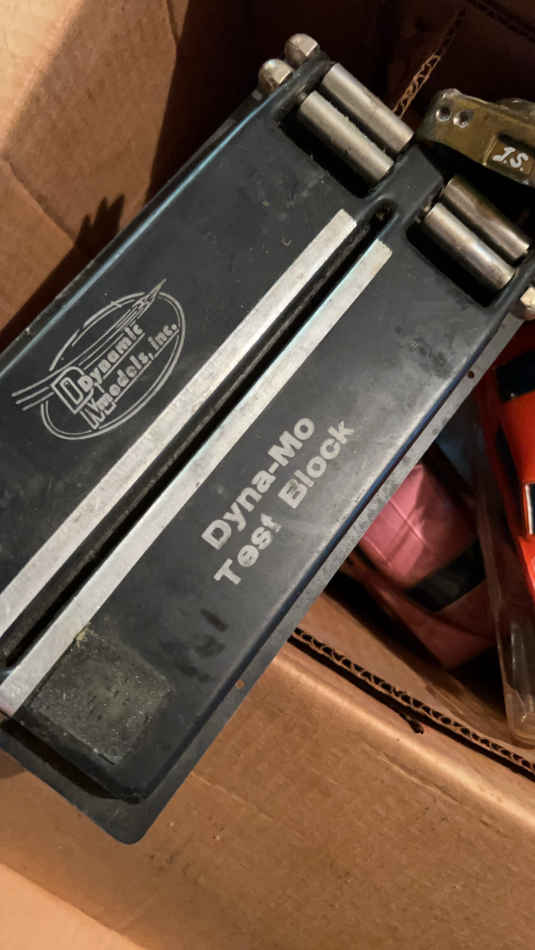 Dynamic
Models, inc.
Dyna-Mo
Test Block
J.S.